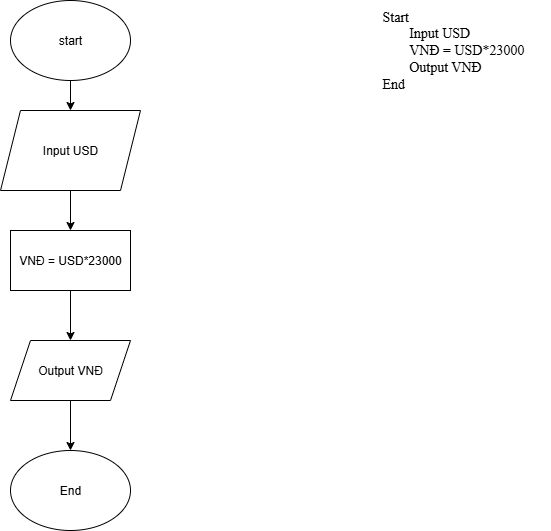 start
Input USD
VNĐ = USD*23000
Output VNĐ
End
Start
Input USD
VNĐ = USD*23000
Output VNĐ
End